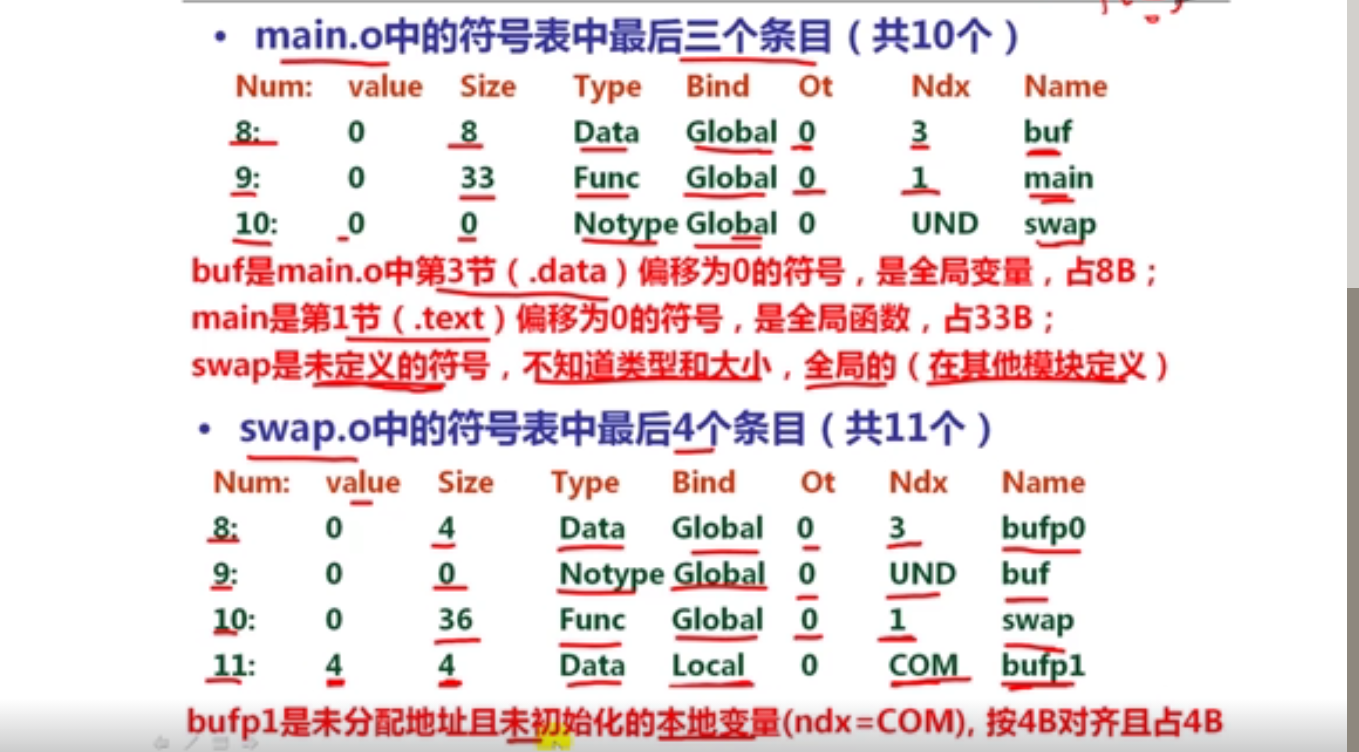 • main.o中的符号表中最后三个条目（共10个）
Num: value Size Type Bind Ot Ndx Name
8: 0 8 Data Global 0 3 buf
9: 0 33 Func Global 0 1 main
10: 0 0 Notype Global 0 UND swap
buf是main.o中第3节（.data）偏移为0的符号，是全局变量，占8B；
main是第1节（.text）偏移为0的符号，是全局函数，占33B；
swap是未定义的符号，不知道类型和大小，全局的（在其他模块定义）
• swap.o中的符号表中最后4个条目（共11个）
Num: value Size Type Bind Ot Ndx Name
8: 0 4 Data Global 0 3 bufp0
9: 0 0 Notype Global 0 UND buf
10: 0 36 Func Global 0 1 swap
11: 4 4 Data Local 0 COM bufp1
bufp1是未分配地址且未初始化的本地变量(ndx=COM), 按4B对齐且占4B